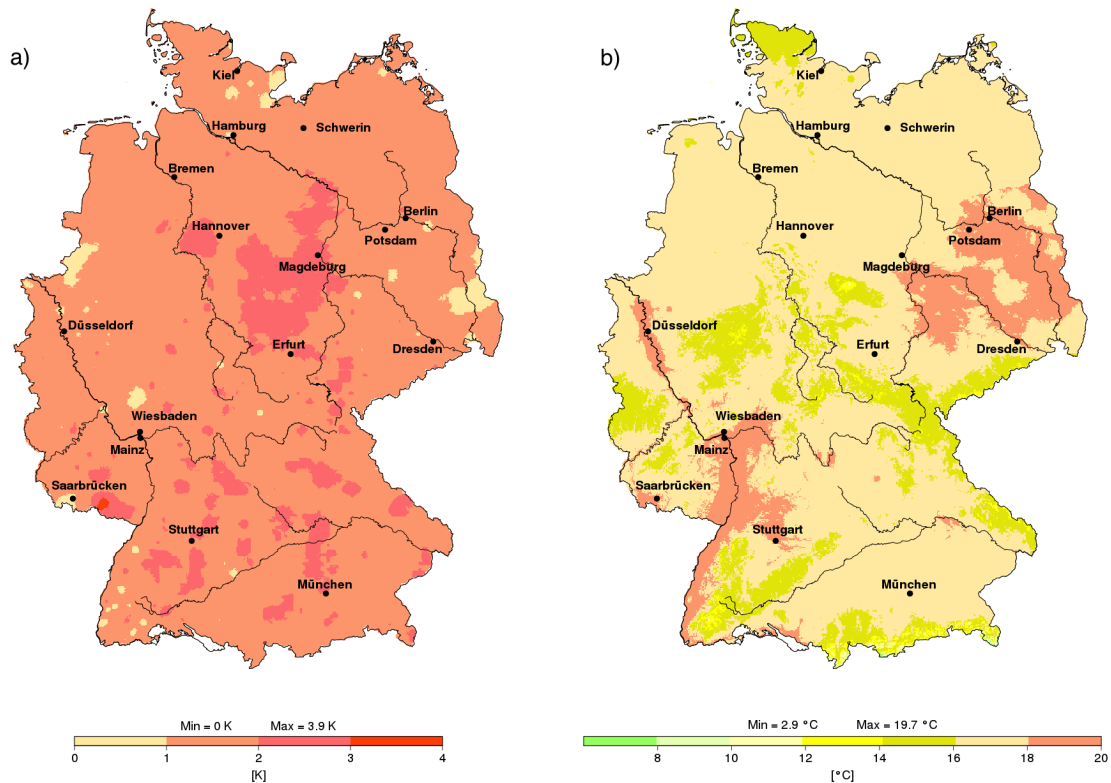 a)
Kiel
Hamburg
Schwerin
Bremen
Berlin
Hannover
Potsdam
Magdeburg
Düsseldorf
Erfurt
Dresden
Wiesbaden
Mainz
Saarbrücken
Stuttgart
München
Min = 0 K Max = 3.9 K
0 1 2 3 4
[K]
b)
Kiel
Hamburg
Schwerin
Bremen
Berlin
Hannover
Potsdam
Magdeburg
Düsseldorf
Erfurt
Dresden
Wiesbaden
Mainz
Saarbrücken
Stuttgart
München
Min = 2.9 °C Max = 19.7 °C
8 10 12 14 16 18 20
[°C]